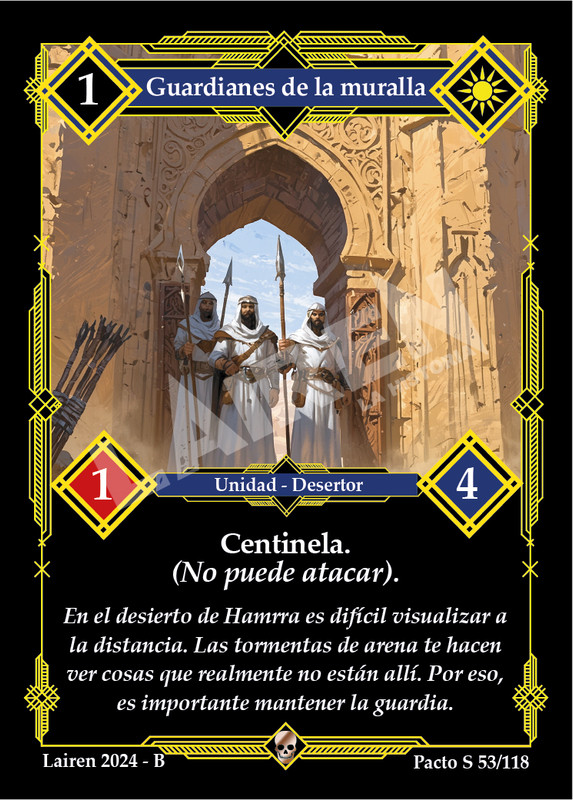 1
Guardianes de la muralla
LAIREN
1
Unidad - Desertor
4
Centinela.
(No puede atacar).
En el desierto de Hamrra es difícil visualizar a
la distancia. Las tormentas de arena te hacen
ver cosas que realmente no están allí. Por eso,
es importante mantener la guardia.
Lairen 2024 - B
Pacto S 53/118